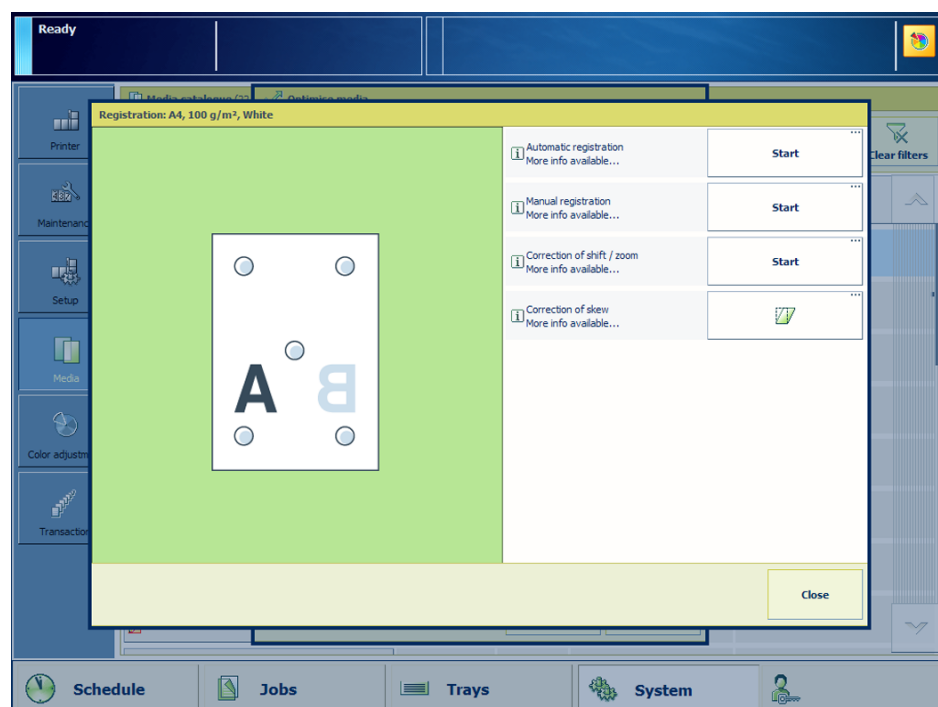 Ready
Registration: A4, 100 g/m², White
Printer
Maintenanc
Setup
Media
Color adjustm
Transaction
Automatic registration
More info available...
Start
Manual registration
More info available...
Start
Correction of shift / zoom
More info available...
Start
Correction of skew
More info available...
A
B
Clear filters
Close
Schedule
Jobs
Trays
System